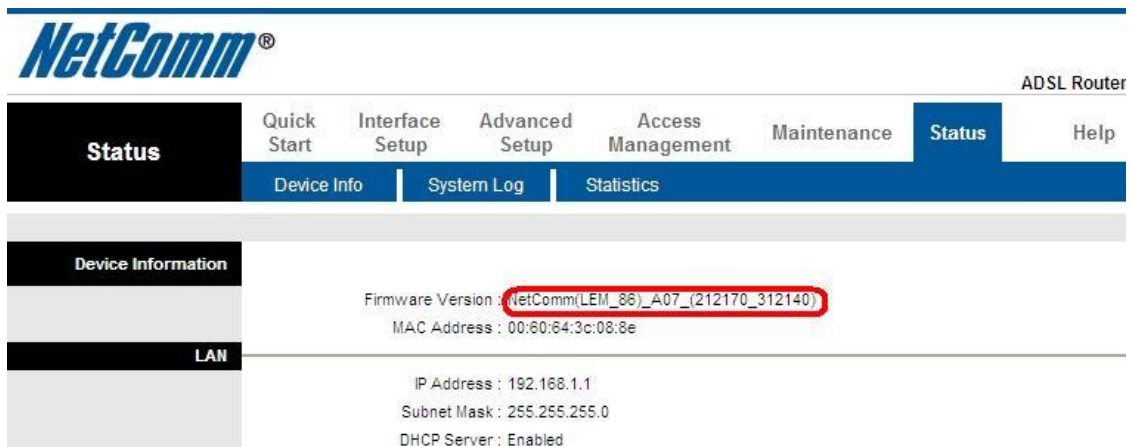 NetComm®
ADSL Router
Status
Quick Start
Interface Setup
Advanced Setup
Access Management
Maintenance
Status
Help
Device Info
System Log
Statistics
Device Information
Firmware Version : NetComm(LEM_86)_A07_(212170_312140)
MAC Address : 00:60:64:3c:08:8e
LAN
IP Address : 192.168.1.1
Subnet Mask : 255.255.255.0
DHCP Server : Enabled